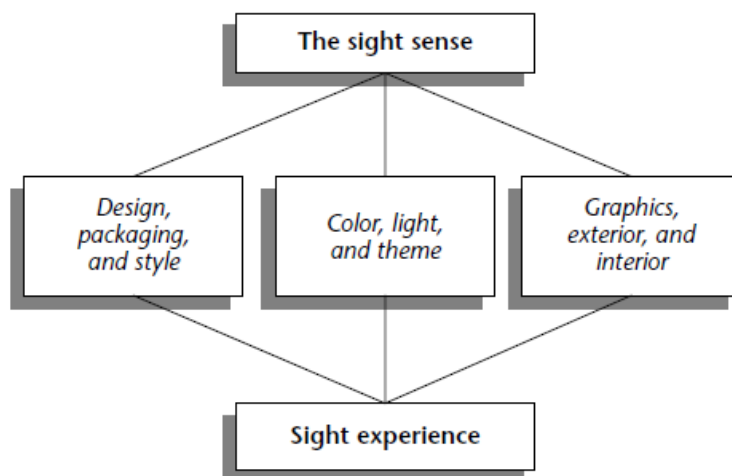 The sight sense
Design,
packaging,
and style
Color, light,
and theme
Graphics,
exterior, and
interior
Sight experience